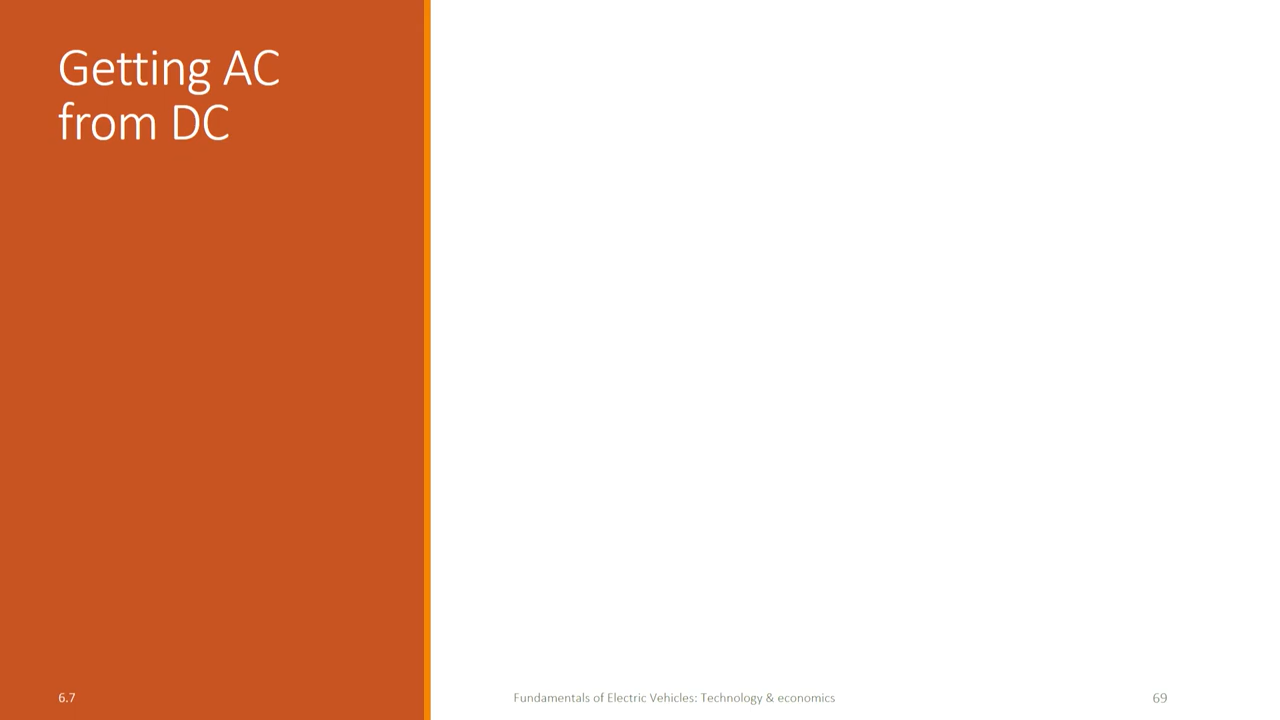 Getting AC
from DC
6.7
Fundamentals of Electric Vehicles: Technology & economics
69